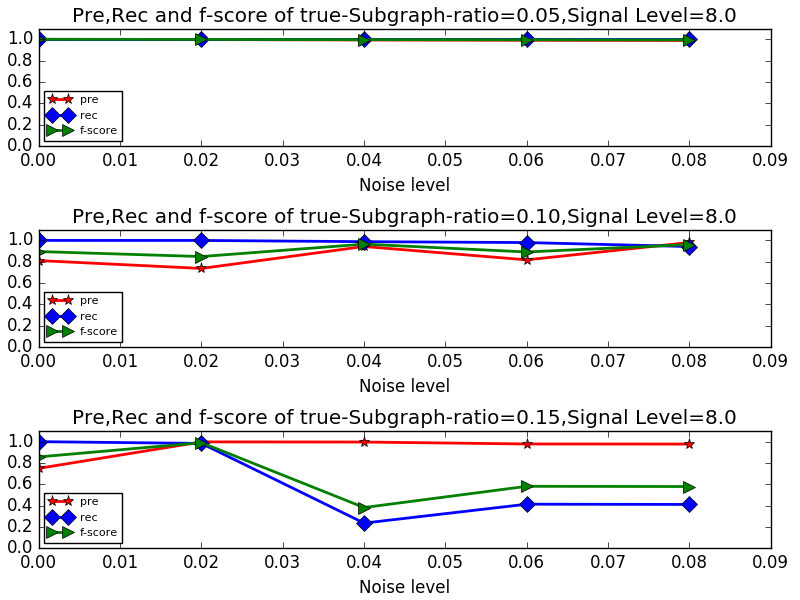 Pre,Rec and f-score of true-Subgraph-ratio=0.05,Signal Level=8.0
1.0
0.8
0.6
0.4
0.2
0.0
pre
rec
f-score
0.00 0.01 0.02 0.03 0.04 0.05 0.06 0.07 0.08 0.09
Noise level
Pre,Rec and f-score of true-Subgraph-ratio=0.10,Signal Level=8.0
1.0
0.8
0.6
0.4
0.2
0.0
pre
rec
f-score
0.00 0.01 0.02 0.03 0.04 0.05 0.06 0.07 0.08 0.09
Noise level
Pre,Rec and f-score of true-Subgraph-ratio=0.15,Signal Level=8.0
1.0
0.8
0.6
0.4
0.2
0.0
pre
rec
f-score
0.00 0.01 0.02 0.03 0.04 0.05 0.06 0.07 0.08 0.09
Noise level